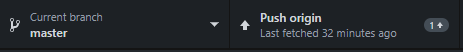 Current branch
master
Push origin
Last fetched 32 minutes ago
1